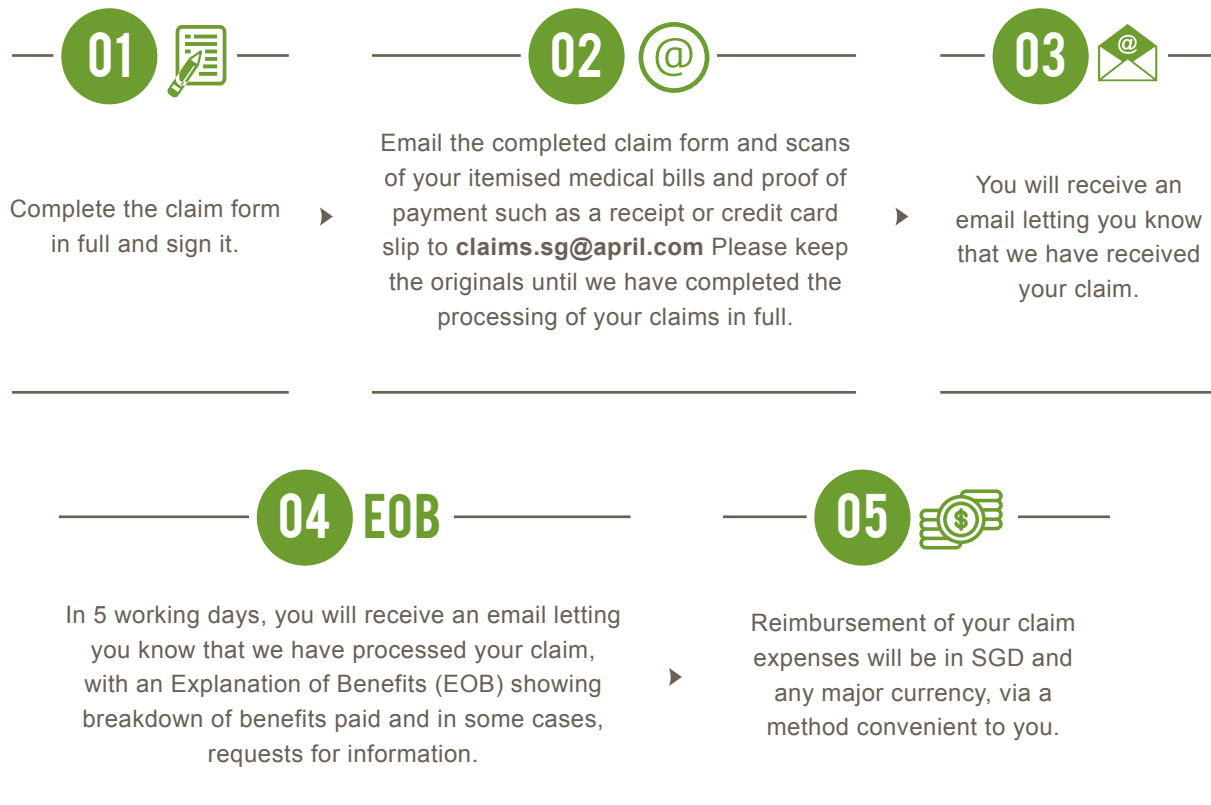 01
Complete the claim form
in full and sign it.
02
@
Email the completed claim form and scans
of your itemised medical bills and proof of
payment such as a receipt or credit card
slip to claims.sg@april.com Please keep
the originals until we have completed the
processing of your claims in full.
03
@
You will receive an
email letting you know
that we have received
your claim.
04 EOB
In 5 working days, you will receive an email letting
you know that we have processed your claim,
with an Explanation of Benefits (EOB) showing
breakdown of benefits paid and in some cases,
requests for information.
05
$
Reimbursement of your claim
expenses will be in SGD and
any major currency, via a
method convenient to you.